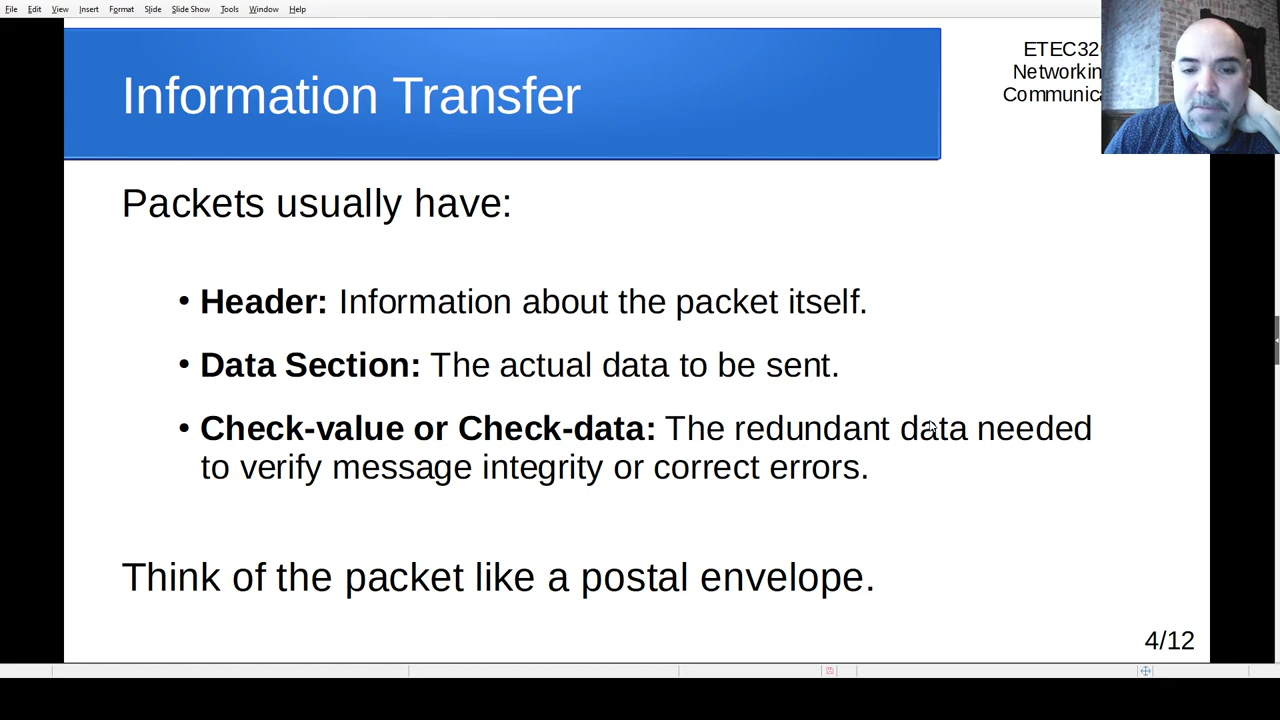 File Edit View Insert Format Slide Slide Show Tools Window Help
Information Transfer
Packets usually have:
• Header: Information about the packet itself.
• Data Section: The actual data to be sent.
• Check-value or Check-data: The redundant data needed
to verify message integrity or correct errors.
Think of the packet like a postal envelope.
4/12